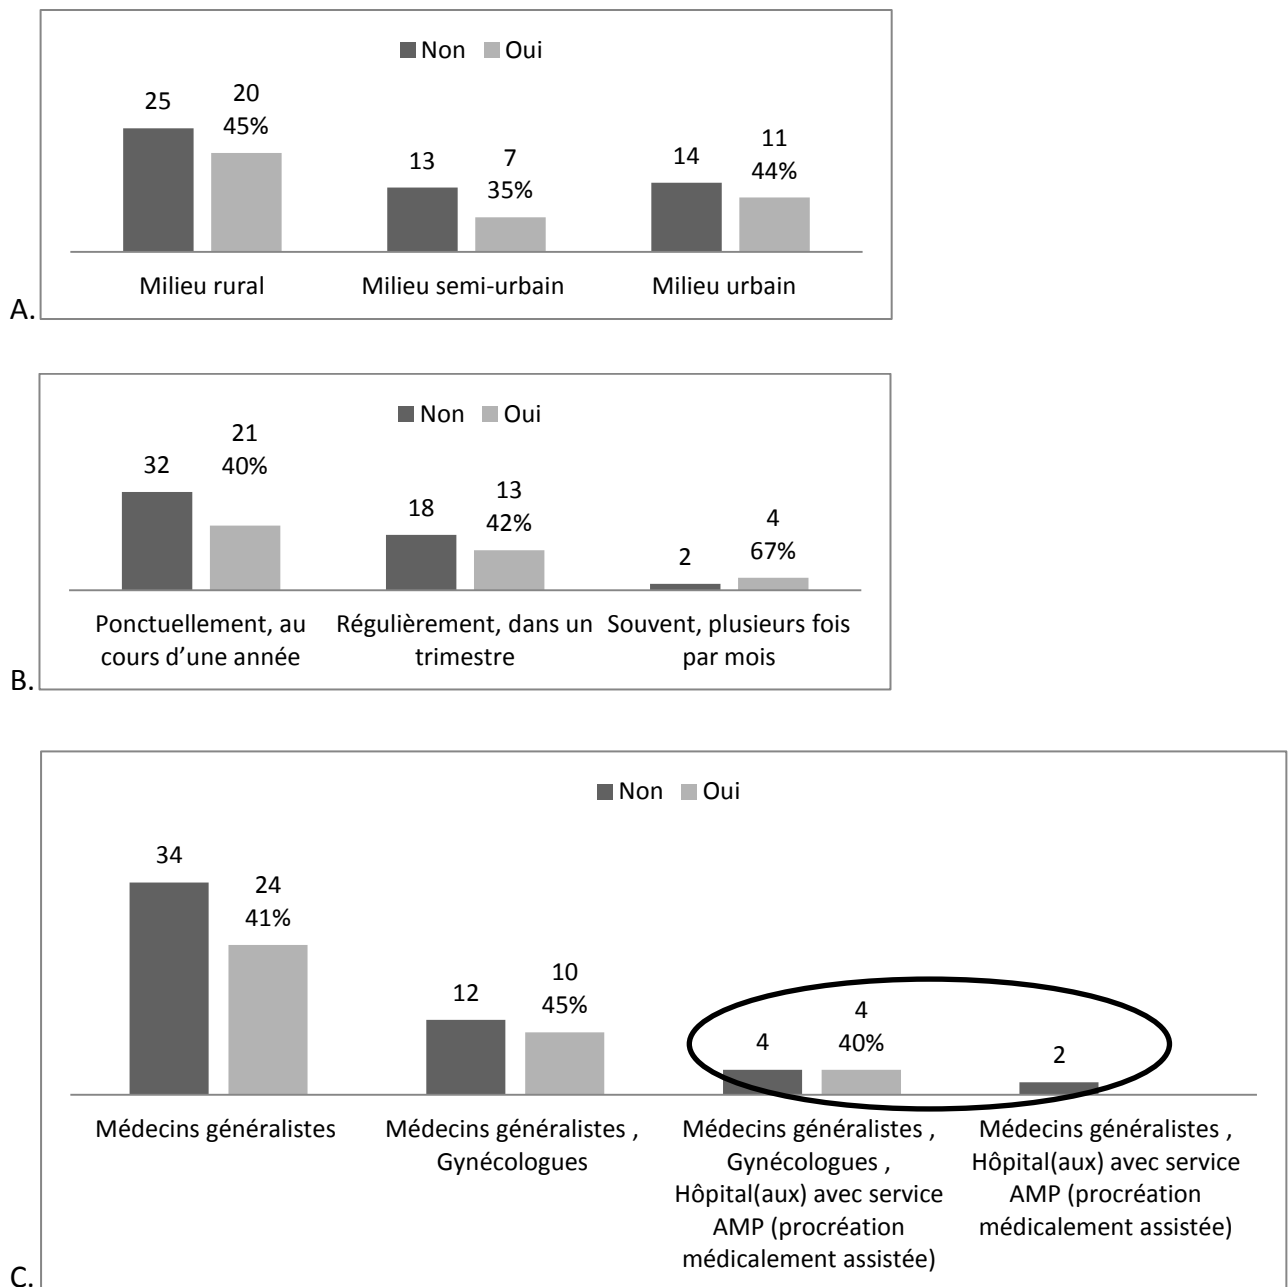 Non Oui
25
20
45%
13
7
35%
14
11
44%
Milieu rural
Milieu semi-urbain
Milieu urbain
A.
Non Oui
32
21
40%
18
13
42%
2
4
67%
Ponctuellement, au
cours d’une année
Régulièrement, dans un
trimestre
Souvent, plusieurs fois
par mois
B.
Non Oui
34
24
41%
12
10
45%
4
4
40%
2
Médecins généralistes
Médecins généralistes ,
Gynécologues
Médecins généralistes ,
Gynécologues ,
Hôpital(aux) avec service
AMP (procréation
médicalement assistée)
Médecins généralistes ,
Hôpital(aux) avec service
AMP (procréation
médicalement assistée)
C.